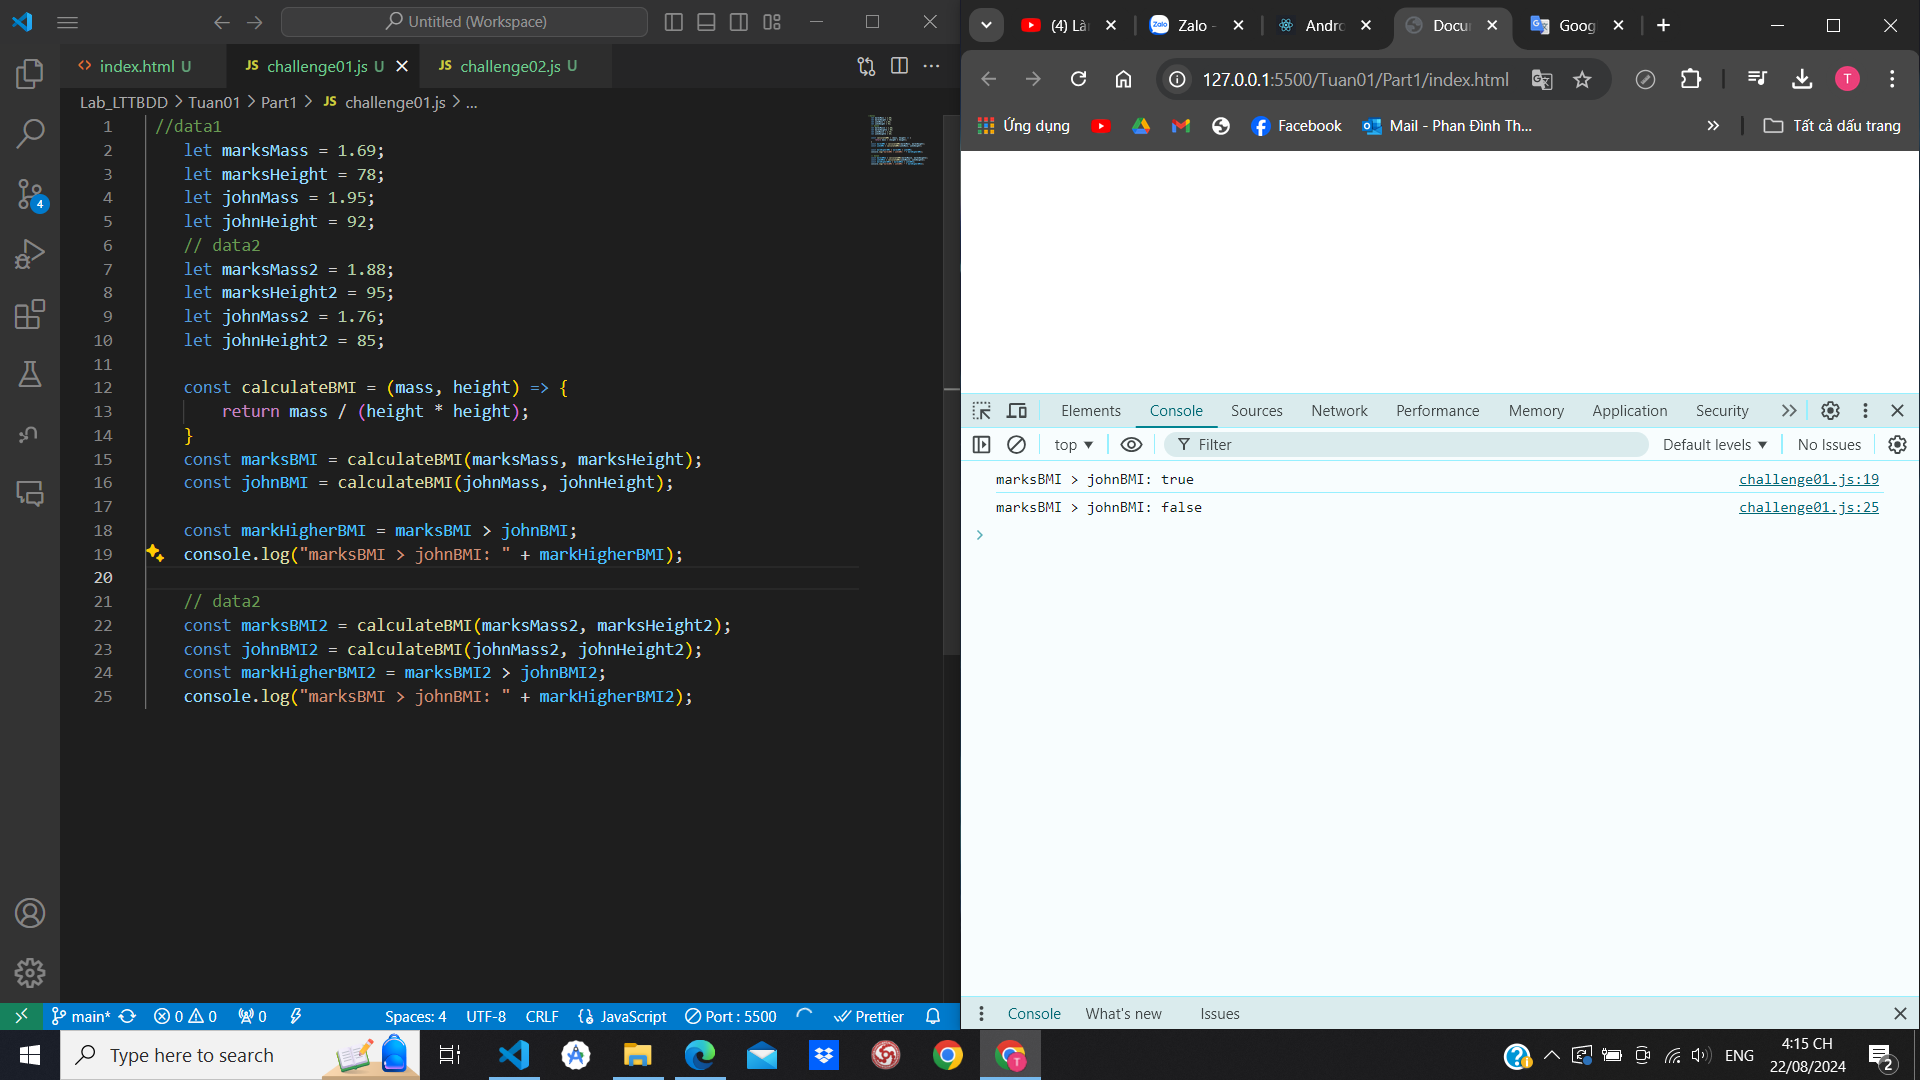 Untitled (Workspace)
index.html U
JS challenge01.js U
JS challenge02.js U
Lab_LTTBDD > Tuan01 > Part1 > JS challenge01.js > ...
4
1 //data1
2 let marksMass = 1.69;
3 let marksHeight = 78;
4 let johnMass = 1.95;
5 let johnHeight = 92;
6 // data2
7 let marksMass2 = 1.88;
8 let marksHeight2 = 95;
9 let johnMass2 = 1.76;
10 let johnHeight2 = 85;
11
12 const calculateBMI = (mass, height) => {
13 return mass / (height * height);
14 }
15 const marksBMI = calculateBMI(marksMass, marksHeight);
16 const johnBMI = calculateBMI(johnMass, johnHeight);
17
18 const markHigherBMI = marksBMI > johnBMI;
19 console.log("marksBMI > johnBMI: " + markHigherBMI);
20
21 // data2
22 const marksBMI2 = calculateBMI(marksMass2, marksHeight2);
23 const johnBMI2 = calculateBMI(johnMass2, johnHeight2);
24 const markHigherBMI2 = marksBMI2 > johnBMI2;
25 console.log("marksBMI > johnBMI: " + markHigherBMI2);
main* 0 0 0 Spaces: 4 UTF-8 CRLF JavaScript Port : 5500 Prettier
(4) Là
Zalo -
Andro
Docu
Goog
127.0.0.1:5500/Tuan01/Part1/index.html
T
Ứng dụng
Facebook
Mail - Phan Đình Th...
Tất cả dấu trang
Elements Console Sources Network Performance Memory Application Security
top Filter Default levels No Issues
marksBMI > johnBMI: true challenge01.js:19
marksBMI > johnBMI: false challenge01.js:25
Console What's new Issues
Type here to search
T
ENG
4:15 CH
22/08/2024
2